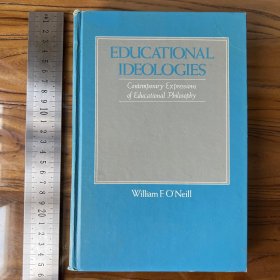 EDUCATIONAL
IDEOLOGIES
Contemporary Expressions
of Educational Philosophy
William F. O'Neill